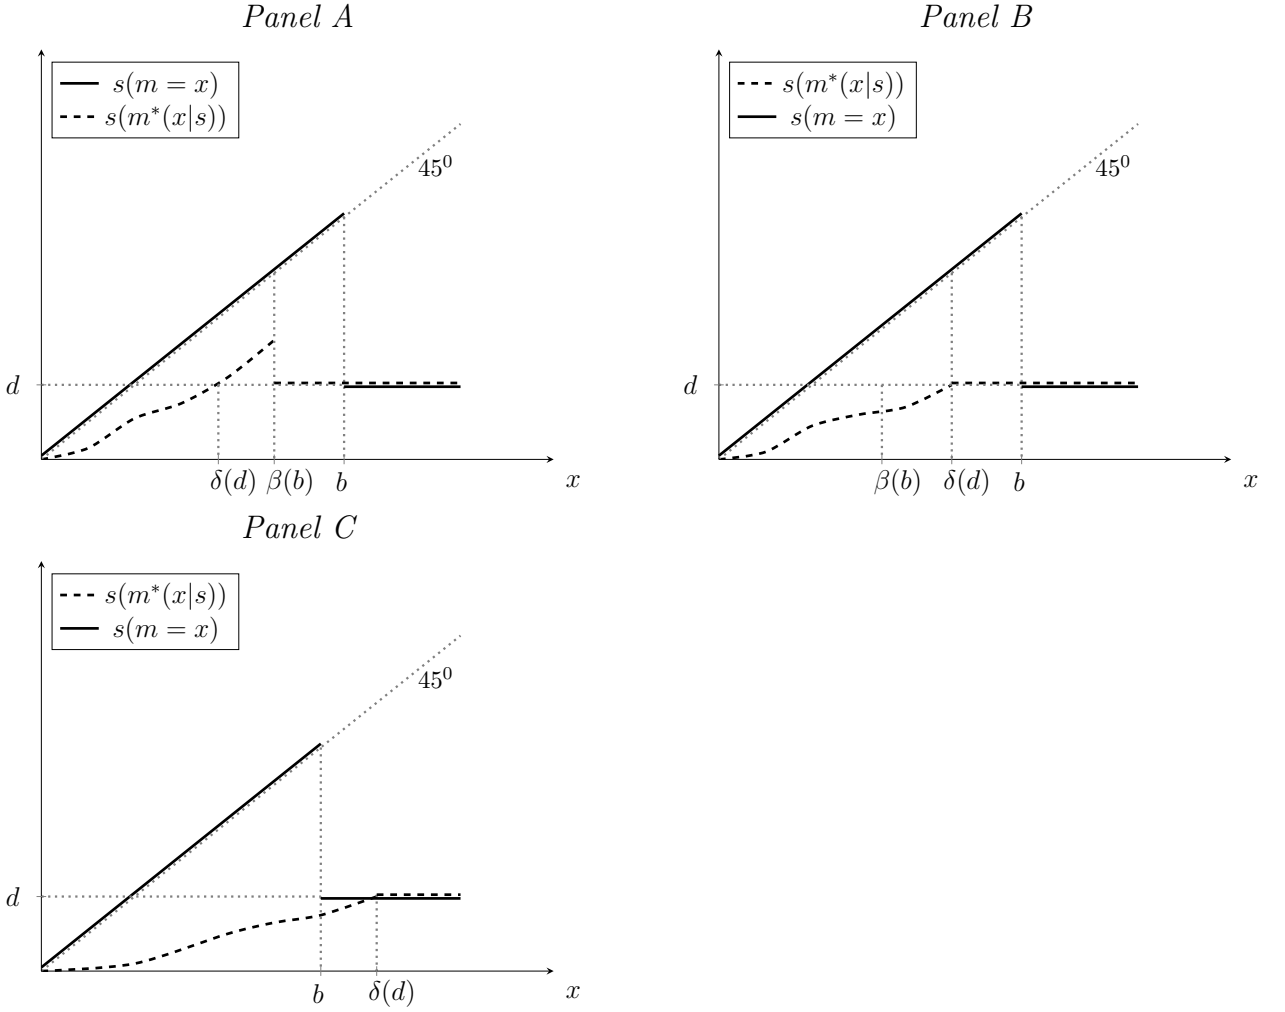 Panel A
s(m = x)
s(m*(x|s))
45⁰
d
δ(d) β(b) b x
Panel B
s(m*(x|s))
s(m = x)
45⁰
d
β(b) δ(d) b x
Panel C
s(m*(x|s))
s(m = x)
45⁰
d
b δ(d) x